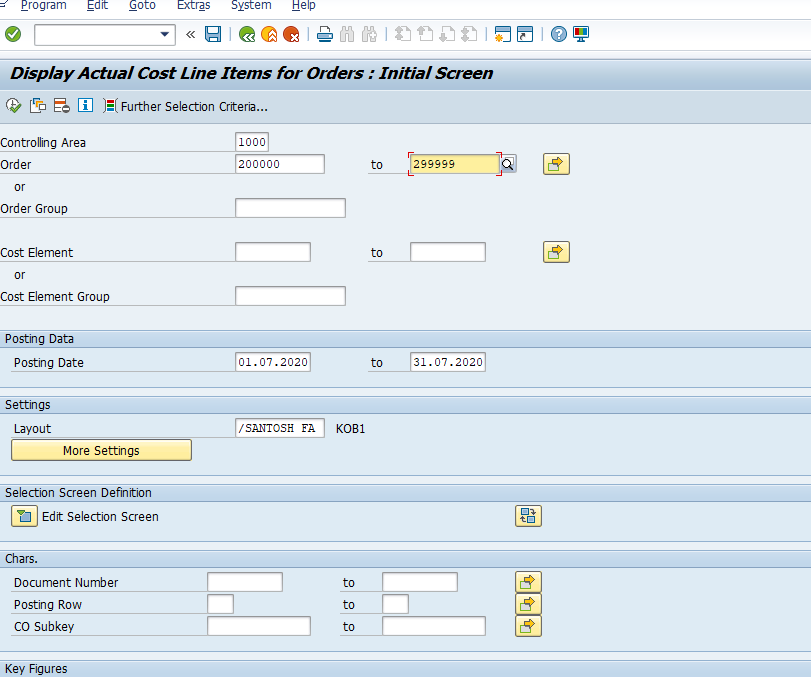 Program Edit Goto Extras System Help
Display Actual Cost Line Items for Orders : Initial Screen
Further Selection Criteria...
Controlling Area 1000
Order 200000 to 299999
or
Order Group
Cost Element to
or
Cost Element Group
Posting Data
Posting Date 01.07.2020 to 31.07.2020
Settings
Layout /SANTOSH FA KOB1
More Settings
Selection Screen Definition
Edit Selection Screen
Chars.
Document Number to
Posting Row to
CO Subkey to
Key Figures